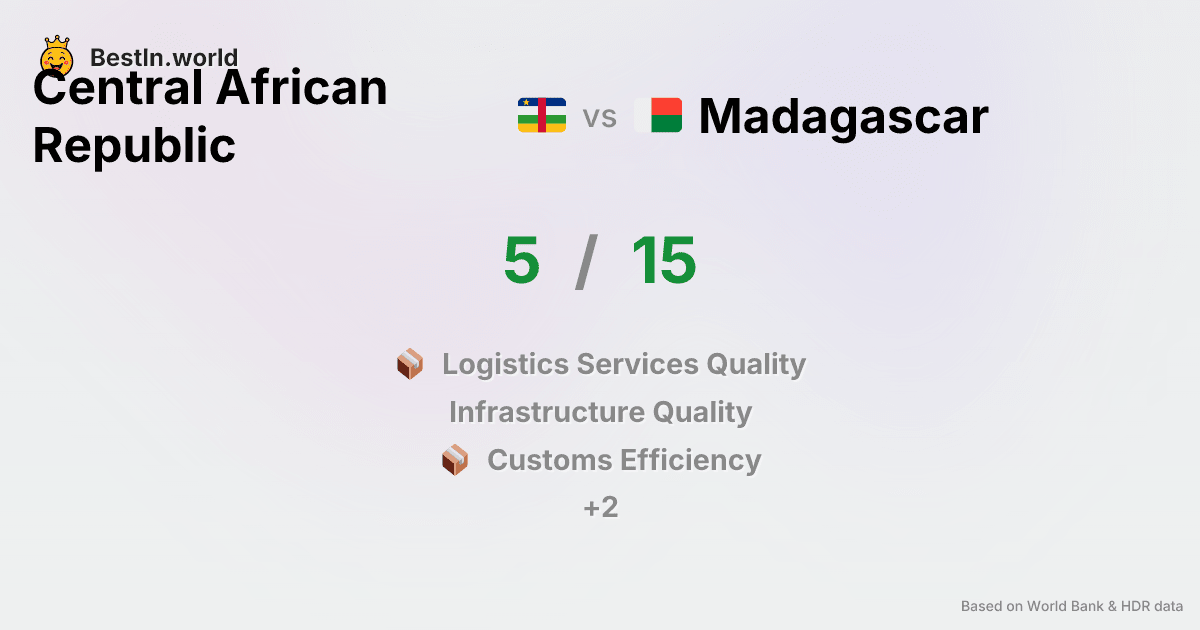 BestIn.world
Central African
Republic
vs
Madagascar
5 / 15
Logistics Services Quality
Infrastructure Quality
Customs Efficiency
+2
Based on World Bank & HDR data